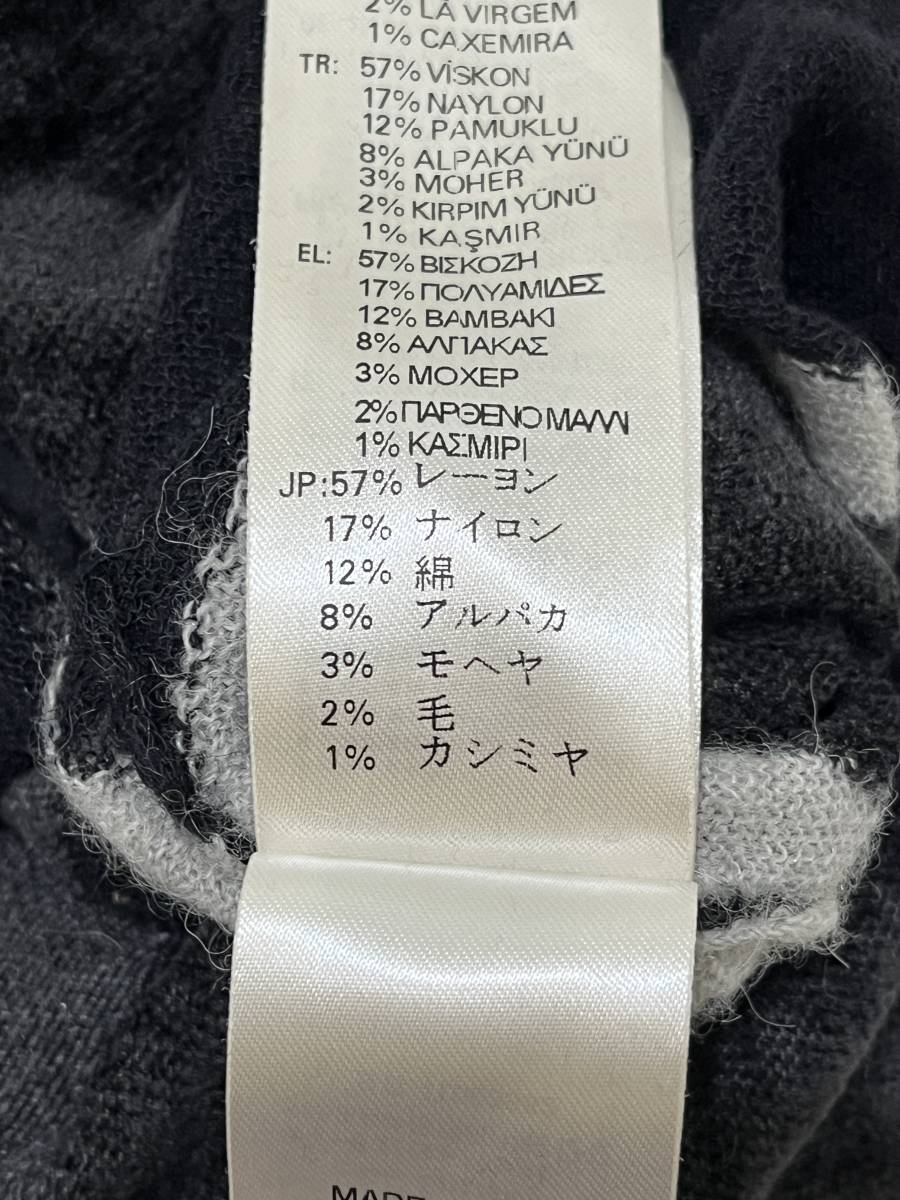 2% LÃ VIRGEM
1% CAXEMIRA
TR: 57% VİSKON
17% NAYLON
12% PAMUKLU
8% ALPAKA YÜNÜ
3% MOHER
2% KIRPIM YÜNÜ
1% KAŞMIR
EL: 57% ΒΙΣΚΟΖΗ
17% ΠΟΛΥΑΜΙΔΕΣ
12% ΒΑΜΒΑΚΙ
8% ΑΛΠΑΚΑΣ
3% ΜΟΧΕΡ
2% ΠΑΡΘΕΝΟ ΜΑΛΛΙ
1% ΚΑΣΜΙΡΙ
JP:57% レーヨン
17% ナイロン
12% 綿
8% アルパカ
3% モヘヤ
2% 毛
1% カシミヤ
MADE